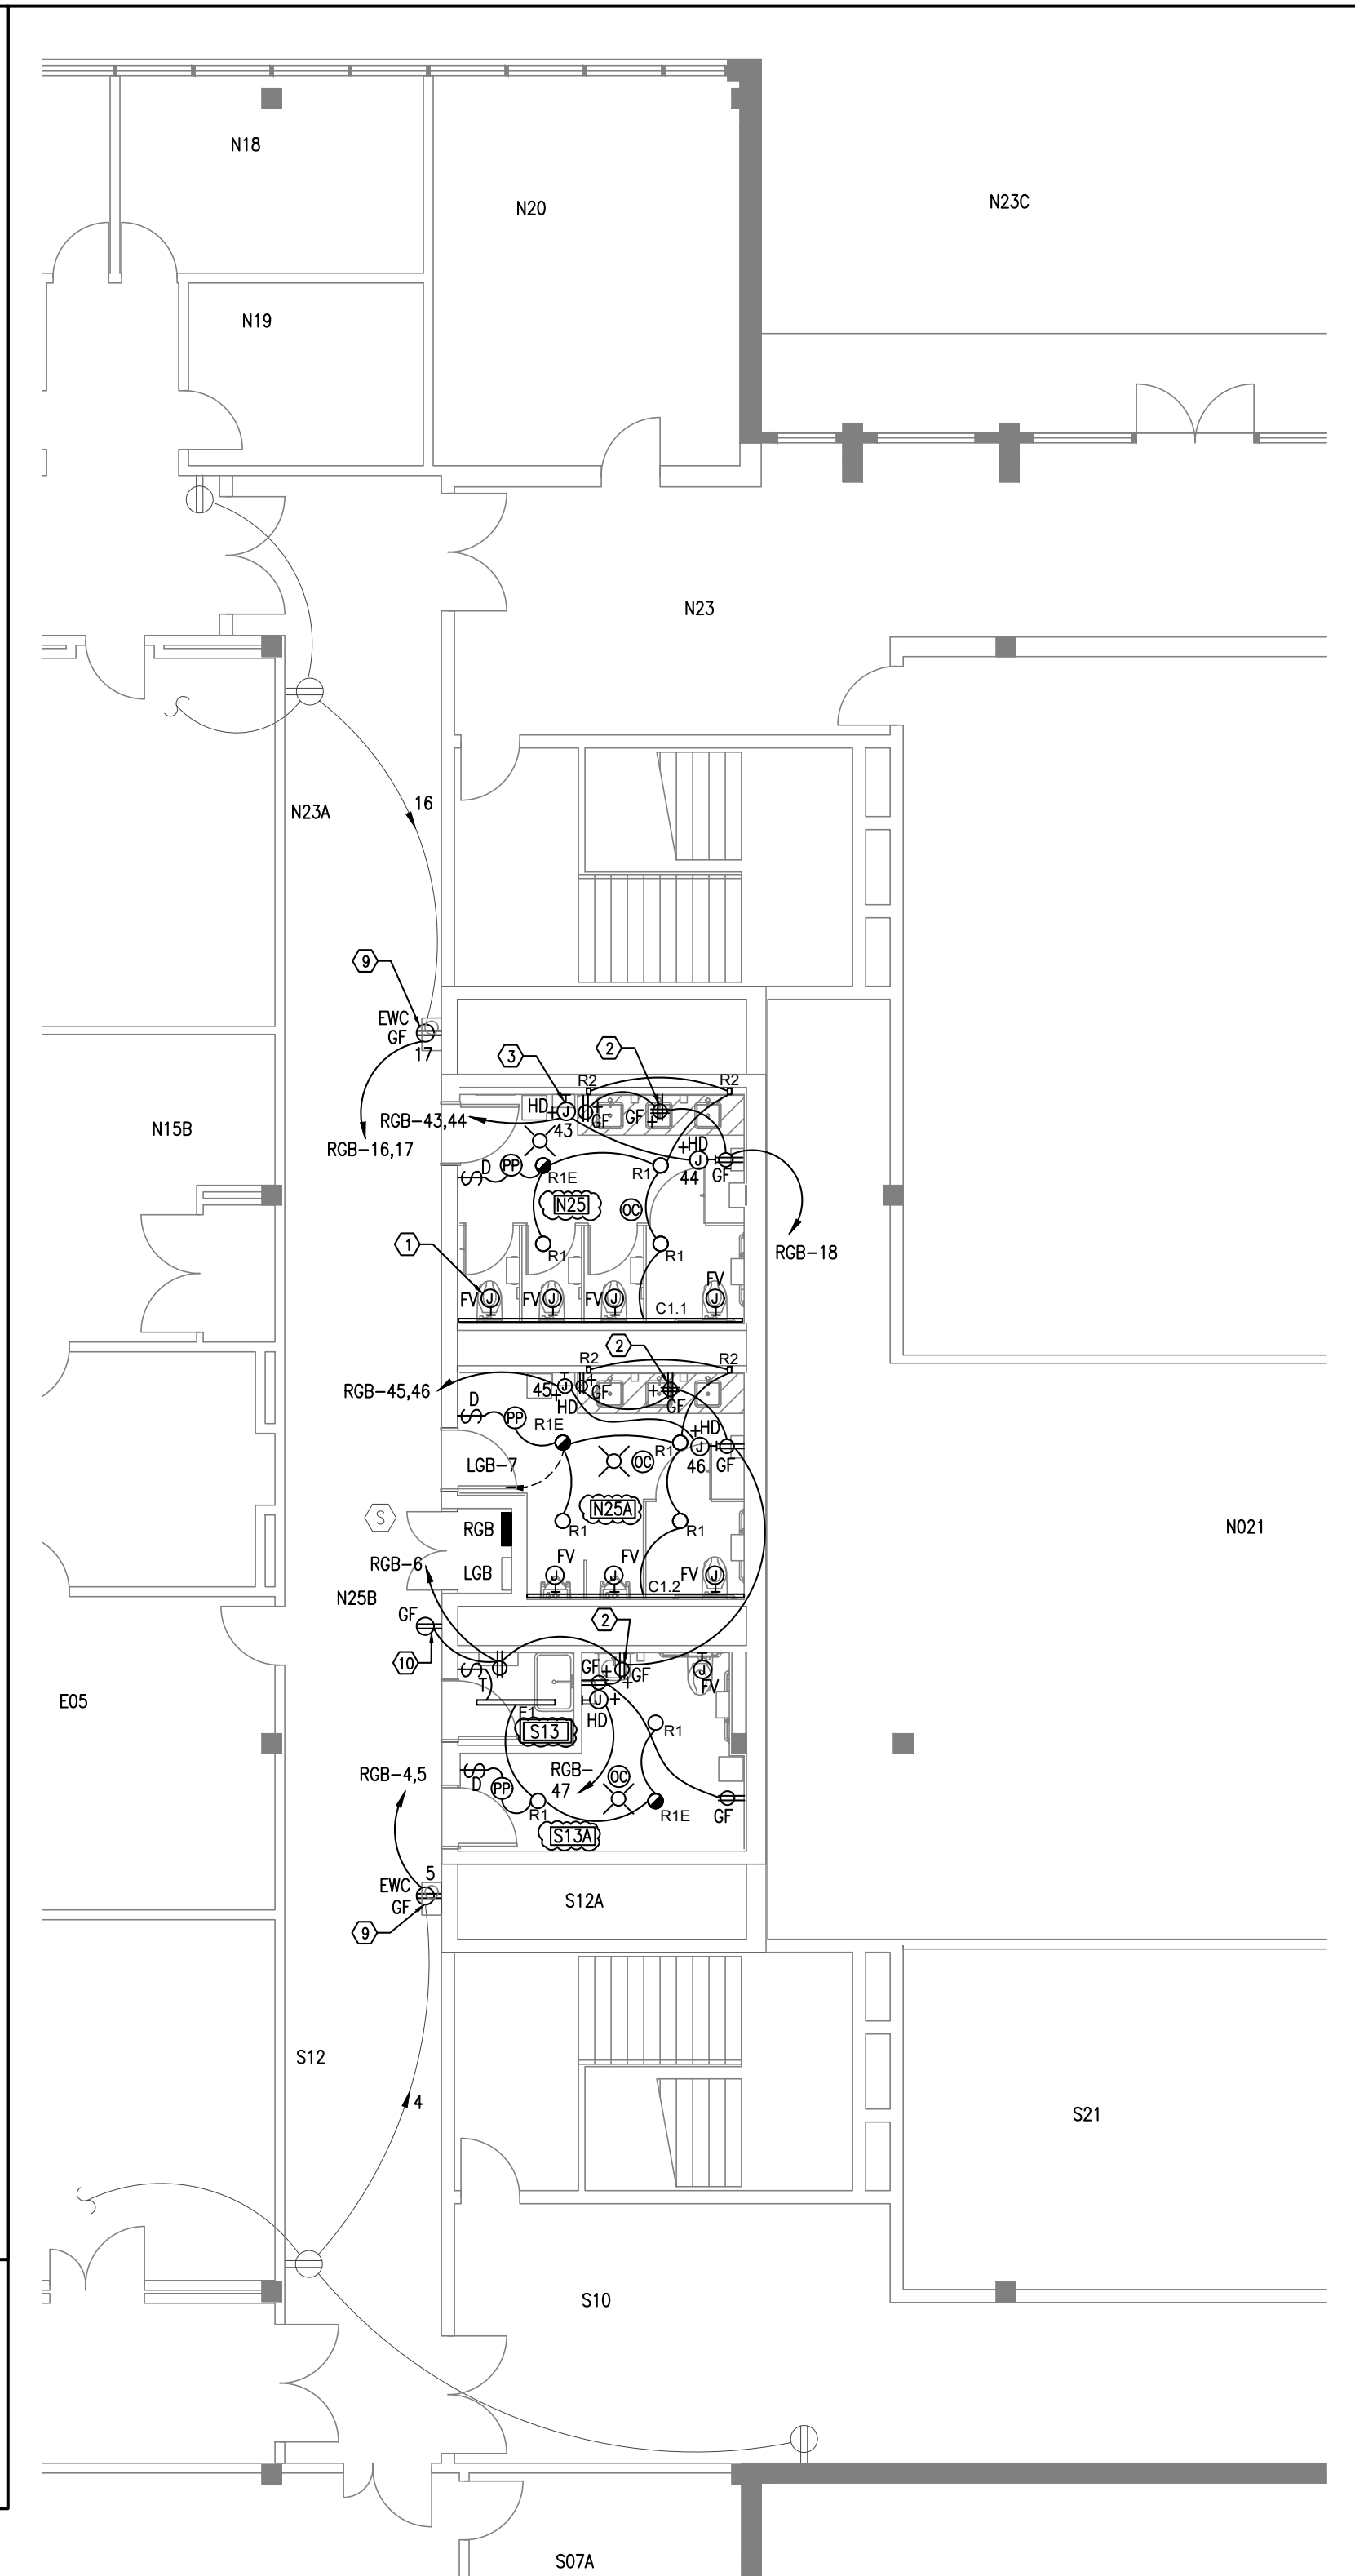 N18
N20
N23C
N19
N23
N23A
16
9
EWC
GF
17
3
2
R2
R2
HD
J
GF
GF
RGB-43,44
43
N15B
RGB-16,17
HD
J
44
GF
D
PP
R1E
R1
N25
OC
RGB-18
1
R1
R1
FV
J
FV
J
FV
J
FV
J
C1.1
2
R2
R2
RGB-45,46
45
J
GF
HD
GF
D
PP
R1E
R1
HD
J
46
GF
LGB-7
OC
N25A
S
RGB
R1
R1
N021
RGB-6
LGB
FV
J
FV
J
FV
J
C1.2
N25B
GF
2
10
GF
GF
J
FV
T
E05
F1
J
HD
S13
R1
RGB-4,5
D
PP
RGB-
47
OC
R1
R1E
GF
S13A
5
EWC
GF
S12A
9
S12
4
S21
S10
S07A